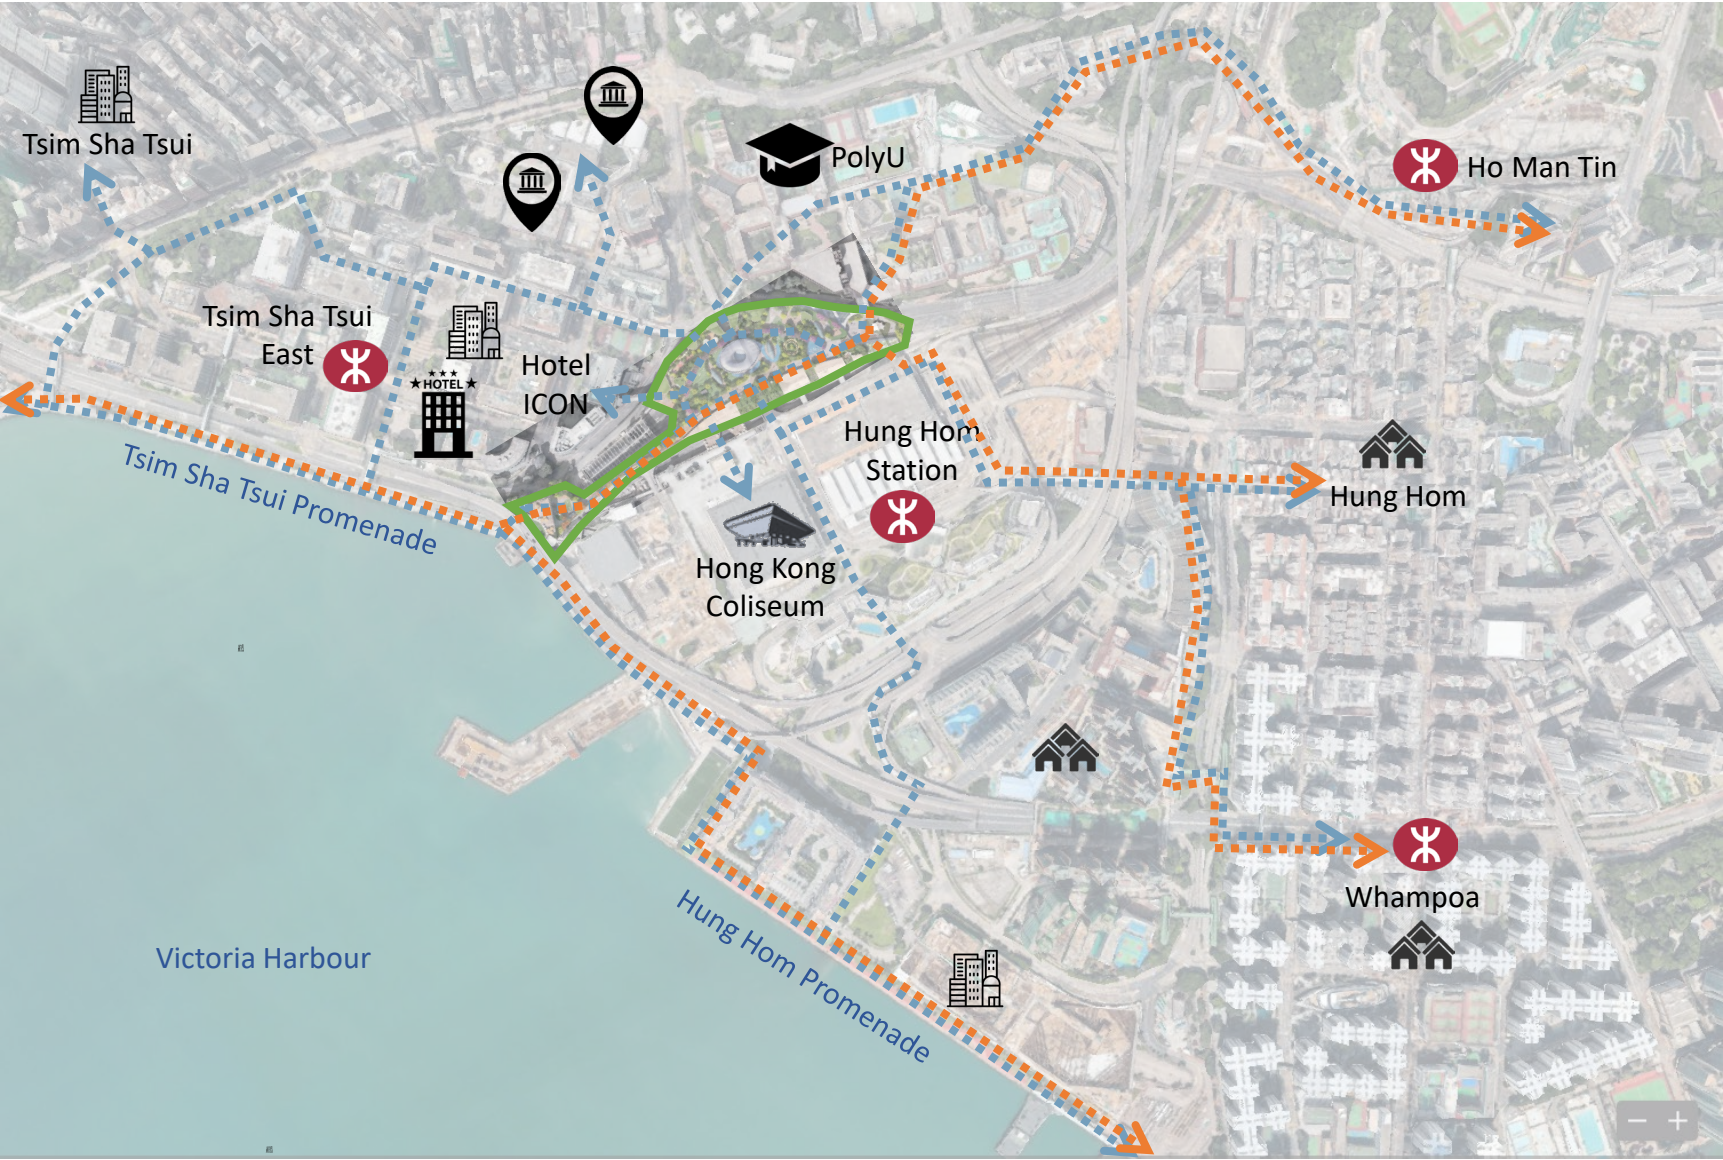 Tsim Sha Tsui
PolyU
Ho Man Tin
Tsim Sha Tsui
East
HOTEL
Hotel
ICON
Hung Hom
Station
Tsim Sha Tsui Promenade
Hung Hom
Hong Kong
Coliseum
Whampoa
Hung Hom Promenade
Victoria Harbour